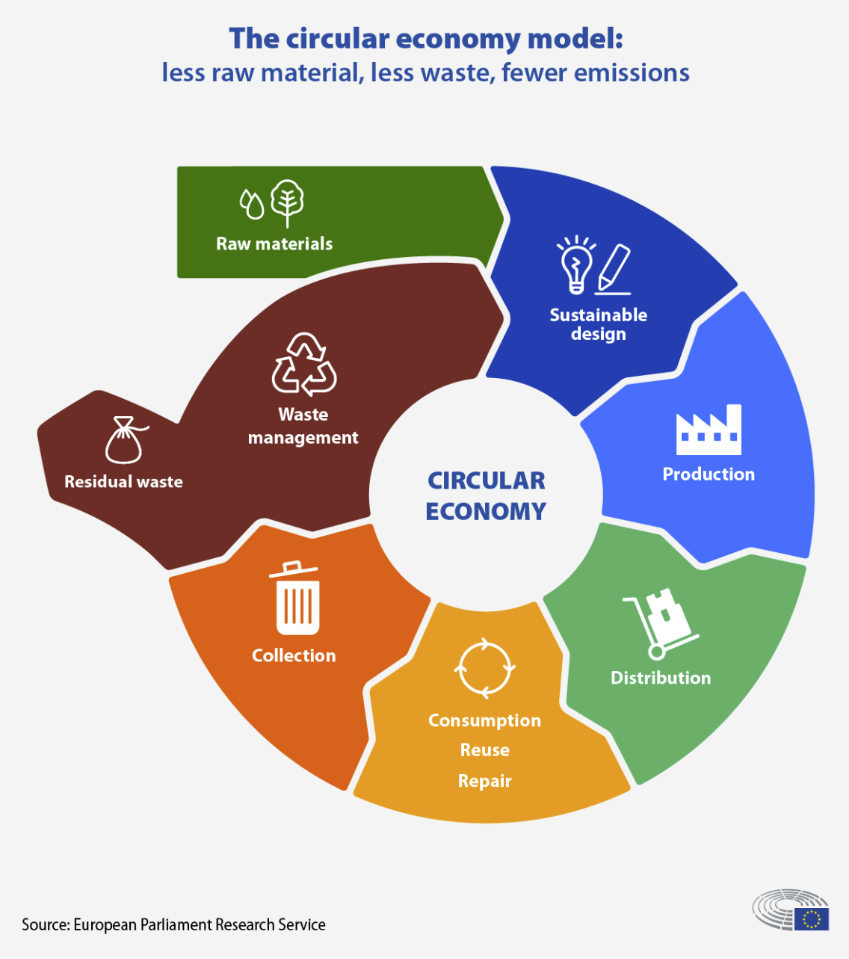 The circular economy model:
less raw material, less waste, fewer emissions
Raw materials
Sustainable
design
Production
Distribution
Consumption
Reuse
Repair
Collection
Waste
management
Residual waste
CIRCULAR
ECONOMY
Source: European Parliament Research Service